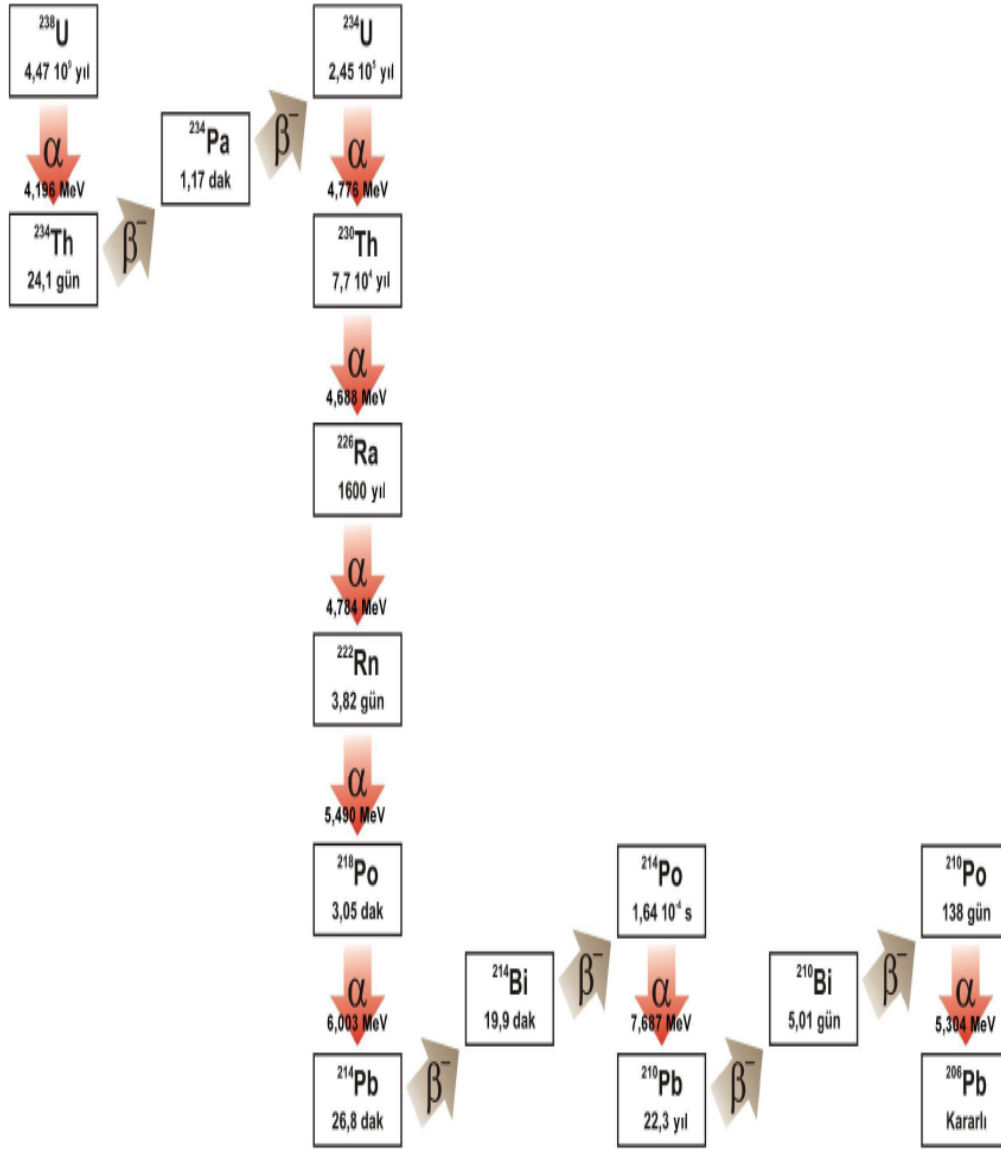 ²³⁸U
4,47 10⁹ yıl
α
4,196 MeV
²³⁴Th
24,1 gün
β⁻
²³⁴Pa
1,17 dak
β⁻
²³⁴U
2,45 10⁵ yıl
α
4,776 MeV
²³⁰Th
7,7 10⁴ yıl
α
4,688 MeV
²²⁶Ra
1600 yıl
α
4,784 MeV
²²²Rn
3,82 gün
α
5,490 MeV
²¹⁸Po
3,05 dak
α
6,003 MeV
²¹⁴Pb
26,8 dak
β⁻
²¹⁴Bi
19,9 dak
β⁻
²¹⁴Po
1,64 10⁻⁴ s
α
7,687 MeV
²¹⁰Pb
22,3 yıl
β⁻
²¹⁰Bi
5,01 gün
β⁻
²¹⁰Po
138 gün
α
5,304 MeV
²⁰⁶Pb
Kararlı